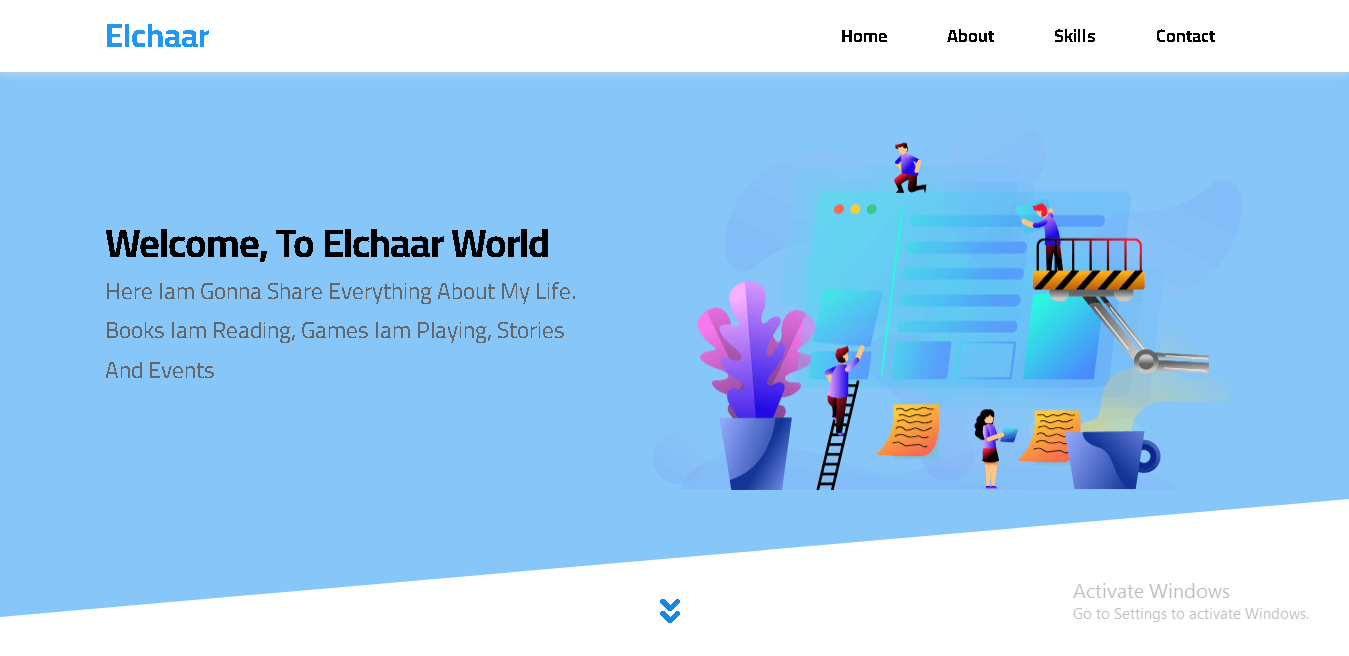 Elchaar
Home About Skills Contact
Welcome, To Elchaar World
Here Iam Gonna Share Everything About My Life.
Books Iam Reading, Games Iam Playing, Stories
And Events
Activate Windows
Go to Settings to activate Windows.